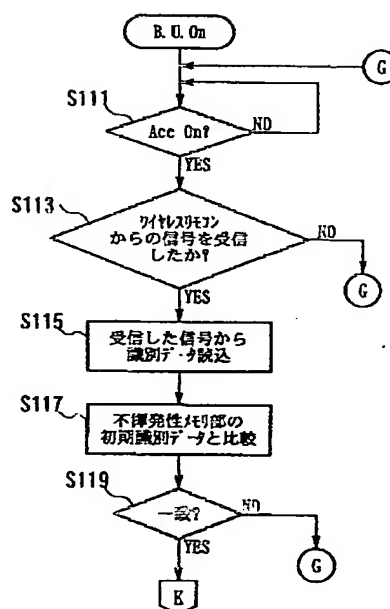 B. U. On
G
S111
Acc On?
NO
YES
S113
ワイヤレスリモコン
からの信号を受信
したか?
NO
G
YES
S115
受信した信号から
識別データ読込
S117
不揮発性メモリ部の
初期識別データと比較
S119
一致?
NO
YES
G
K